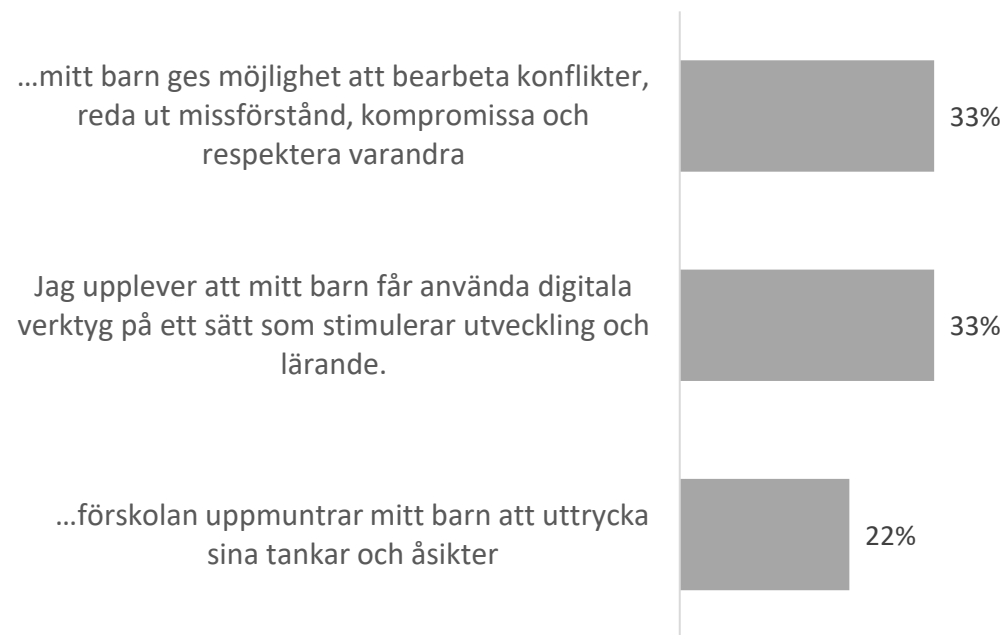 …mitt barn ges möjlighet att bearbeta konflikter,
reda ut missförstånd, kompromissa och
respektera varandra
33%
Jag upplever att mitt barn får använda digitala
verktyg på ett sätt som stimulerar utveckling och
lärande.
33%
…förskolan uppmuntrar mitt barn att uttrycka
sina tankar och åsikter
22%